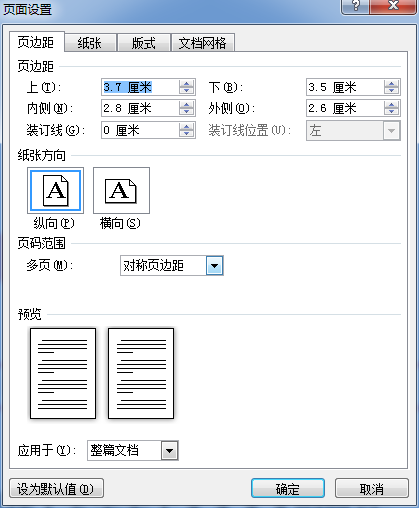 页面设置
页边距 纸张 版式 文档网格
页边距
上(T): 3.7 厘米 下(B): 3.5 厘米
内侧(N): 2.8 厘米 外侧(O): 2.6 厘米
装订线(G): 0 厘米 装订线位置(U): 左
纸张方向
A A
纵向(P) 横向(S)
页码范围
多页(M): 对称页边距
预览
应用于(Y): 整篇文档
设为默认值(D) 确定 取消